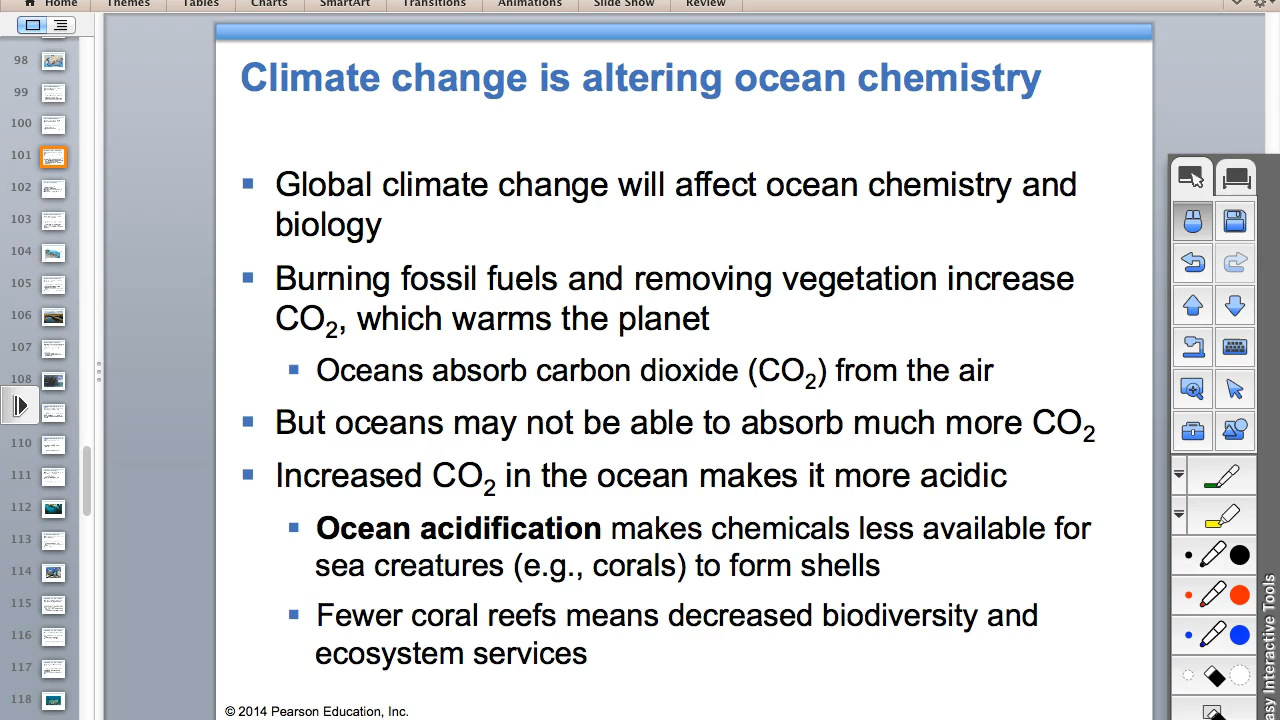 Home Themes Tables Charts SmartArt Transitions Animations Slide Show Review
98
99
100
101
102
103
104
105
106
107
108
110
111
112
113
114
115
116
117
118
Climate change is altering ocean chemistry
Global climate change will affect ocean chemistry and
biology
Burning fossil fuels and removing vegetation increase
CO2, which warms the planet
Oceans absorb carbon dioxide (CO2) from the air
But oceans may not be able to absorb much more CO2
Increased CO2 in the ocean makes it more acidic
Ocean acidification makes chemicals less available for
sea creatures (e.g., corals) to form shells
Fewer coral reefs means decreased biodiversity and
ecosystem services
© 2014 Pearson Education, Inc.
Interactive Tools